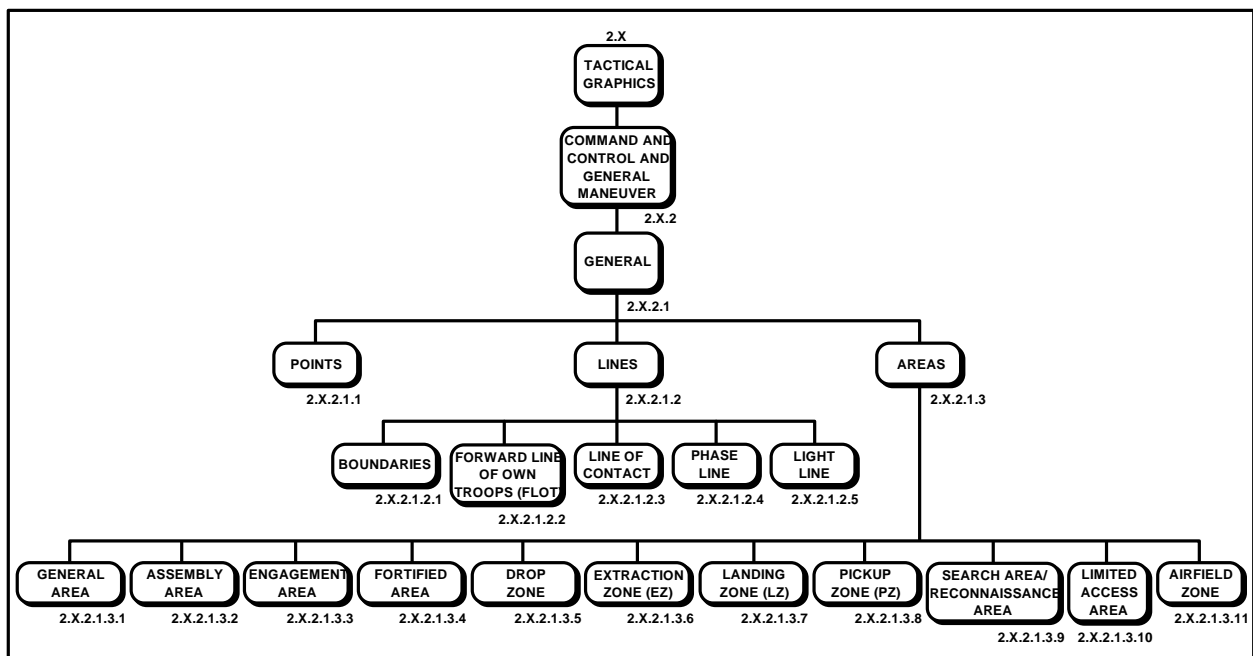 2.X
TACTICAL
GRAPHICS
COMMAND AND
CONTROL AND
GENERAL
MANEUVER
2.X.2
GENERAL
2.X.2.1
POINTS
2.X.2.1.1
LINES
2.X.2.1.2
AREAS
2.X.2.1.3
BOUNDARIES
2.X.2.1.2.1
FORWARD LINE
OF OWN
TROOPS (FLOT)
2.X.2.1.2.2
LINE OF
CONTACT
2.X.2.1.2.3
PHASE
LINE
2.X.2.1.2.4
LIGHT
LINE
2.X.2.1.2.5
GENERAL
AREA
2.X.2.1.3.1
ASSEMBLY
AREA
2.X.2.1.3.2
ENGAGEMENT
AREA
2.X.2.1.3.3
FORTIFIED
AREA
2.X.2.1.3.4
DROP
ZONE
2.X.2.1.3.5
EXTRACTION
ZONE (EZ)
2.X.2.1.3.6
LANDING
ZONE (LZ)
2.X.2.1.3.7
PICKUP
ZONE (PZ)
2.X.2.1.3.8
SEARCH AREA/
RECONNAISSANCE
AREA
2.X.2.1.3.9
LIMITED
ACCESS
AREA
2.X.2.1.3.10
AIRFIELD
ZONE
2.X.2.1.3.11